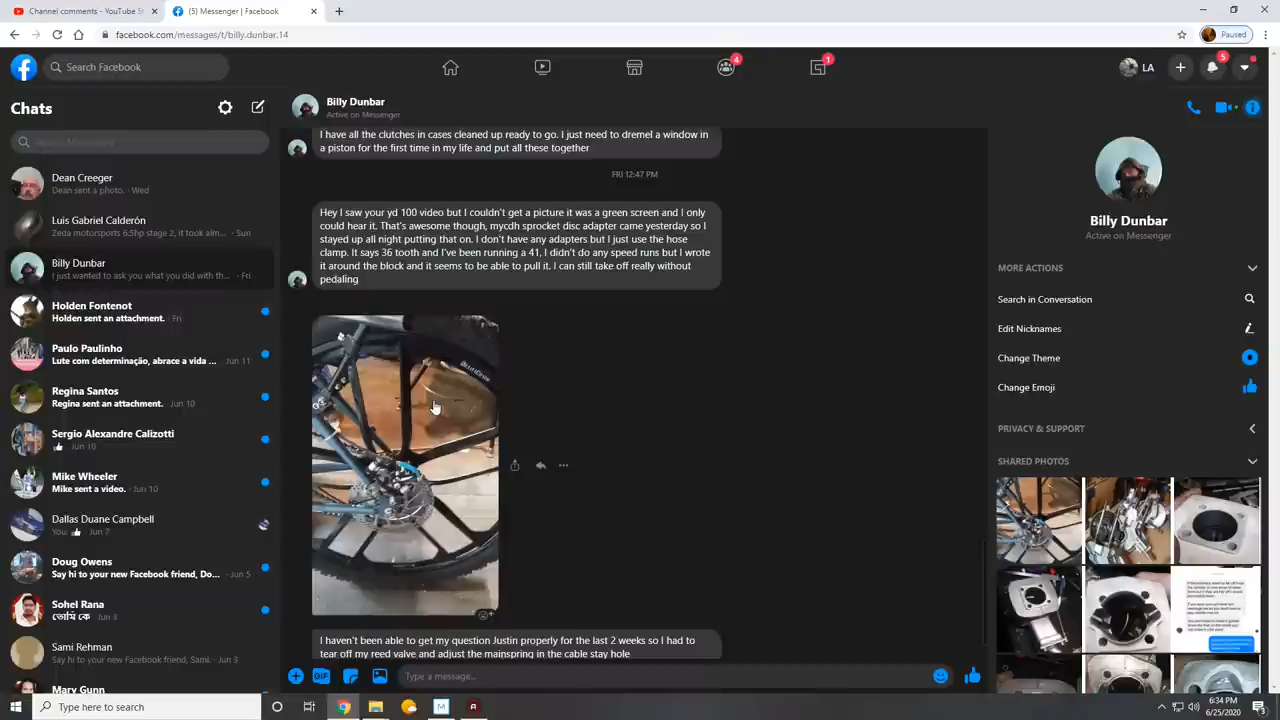 Channel comments - YouTube St
(5) Messenger | Facebook
facebook.com/messages/t/billy.dunbar.14
Paused
Search Facebook
4
1
LA
5
Chats
Dean Creeger
Dean sent a photo. · Wed
Luis Gabriel Calderón
Zeda motorsports 6.5hp stage 2, it took alm... · Sun
Billy Dunbar
I just wanted to ask you what you did with th... · Fri
Holden Fontenot
Holden sent an attachment. · Fri
Paulo Paulinho
Lute com determinação, abrace a vida ... · Jun 11
Regina Santos
Regina sent an attachment. · Jun 10
Sergio Alexandre Calizotti
· Jun 10
Mike Wheeler
Mike sent a video. · Jun 10
Dallas Duane Campbell
You: · Jun 7
Doug Owens
Say hi to your new Facebook friend, Do... · Jun 5
Sohel Rana
· Jun 3
Sami Rehman
Say hi to your new Facebook friend, Sami. · Jun 3
Mary Gunn
Billy Dunbar
Active on Messenger
I have all the clutches in cases cleaned up ready to go. I just need to dremel a window in
a piston for the first time in my life and put all these together
FRI 12:47 PM
Hey I saw your yd 100 video but I couldn't get a picture it was a green screen and I only
could hear it. That's awesome though, mycdh sprocket disc adapter came yesterday so I
stayed up all night putting that on. I don't have any adapters but I just use the hose
clamp. It says 36 tooth and I've been running a 41, I didn't do any speed runs but I wrote
it around the block and it seems to be able to pull it. I can still take off really without
pedaling
I haven't been able to get my question answered by for the last 2weeks so I had to
tear off my reed valve and adjust the mainjet on the cable side hole
GIF
Type a message...
Billy Dunbar
Active on Messenger
MORE ACTIONS
Search in Conversation
Edit Nicknames
Change Theme
Change Emoji
PRIVACY & SUPPORT
SHARED PHOTOS
Type here to search
6:34 PM
6/25/2020
3